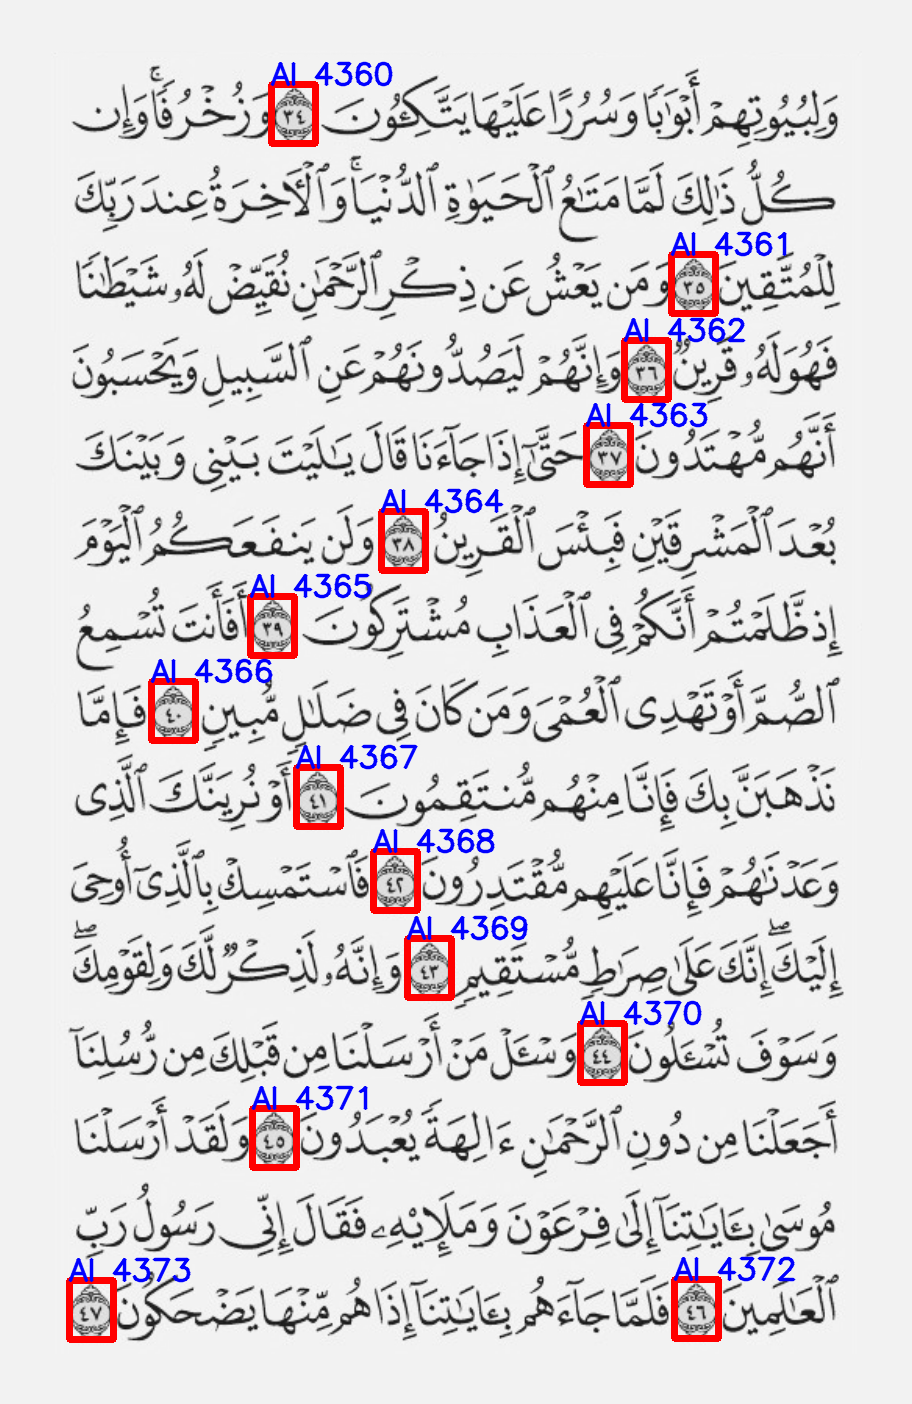 AI 4360
وَلِبُيُوتِهِمْ أَبْوَٰبًا وَسُرُرًا عَلَيْهَا يَتَّكِـُٔونَ ٣٤ وَزُخْرُفًا ۚ وَإِن
كُلُّ ذَٰلِكَ لَمَّا مَتَـٰعُ ٱلْحَيَوٰةِ ٱلدُّنْيَا ۚ وَٱلْـَٔاخِرَةُ عِندَ رَبِّكَ
AI 4361
لِلْمُتَّقِينَ ٣٥ وَمَن يَعْشُ عَن ذِكْرِ ٱلرَّحْمَـٰنِ نُقَيِّضْ لَهُۥ شَيْطَـٰنًا
AI 4362
فَهُوَ لَهُۥ قَرِينٌ ٣٦ وَإِنَّهُمْ لَيَصُدُّونَهُمْ عَنِ ٱلسَّبِيلِ وَيَحْسَبُونَ
AI 4363
أَنَّهُم مُّهْتَدُونَ ٣٧ حَتَّىٰٓ إِذَا جَآءَنَا قَالَ يَـٰلَيْتَ بَيْنِى وَبَيْنَكَ
AI 4364
بُعْدَ ٱلْمَشْرِقَيْنِ فَبِئْسَ ٱلْقَرِينُ ٣٨ وَلَن يَنفَعَكُمُ ٱلْيَوْمَ
AI 4365
إِذ ظَّلَمْتُمْ أَنَّكُمْ فِى ٱلْعَذَابِ مُشْتَرِكُونَ ٣٩ أَفَأَنتَ تُسْمِعُ
AI 4366
ٱلصُّمَّ أَوْ تَهْدِى ٱلْعُمْىَ وَمَن كَانَ فِى ضَلَـٰلٍ مُّبِينٍ ٤٠ فَإِمَّا
AI 4367
نَذْهَبَنَّ بِكَ فَإِنَّا مِنْهُم مُّنتَقِمُونَ ٤١ أَوْ نُرِيَنَّكَ ٱلَّذِى
AI 4368
وَعَدْنَـٰهُمْ فَإِنَّا عَلَيْهِم مُّقْتَدِرُونَ ٤٢ فَٱسْتَمْسِكْ بِٱلَّذِىٓ أُوحِىَ
AI 4369
إِلَيْكَ ۖ إِنَّكَ عَلَىٰ صِرَٰطٍ مُّسْتَقِيمٍ ٤٣ وَإِنَّهُۥ لَذِكْرٌ لَّكَ وَلِقَوْمِكَ ۖ
AI 4370
وَسَوْفَ تُسْـَٔلُونَ ٤٤ وَسْـَٔلْ مَنْ أَرْسَلْنَا مِن قَبْلِكَ مِن رُّسُلِنَآ
AI 4371
أَجَعَلْنَا مِن دُونِ ٱلرَّحْمَـٰنِ ءَالِهَةً يُعْبَدُونَ ٤٥ وَلَقَدْ أَرْسَلْنَا
مُوسَىٰ بِـَٔايَـٰتِنَآ إِلَىٰ فِرْعَوْنَ وَمَلَإِي۟هِۦ فَقَالَ إِنِّى رَسُولُ رَبِّ
AI 4372 AI 4373
ٱلْعَـٰلَمِينَ ٤٦ فَلَمَّا جَآءَهُم بِـَٔايَـٰتِنَآ إِذَا هُم مِّنْهَا يَضْحَكُونَ ٤٧